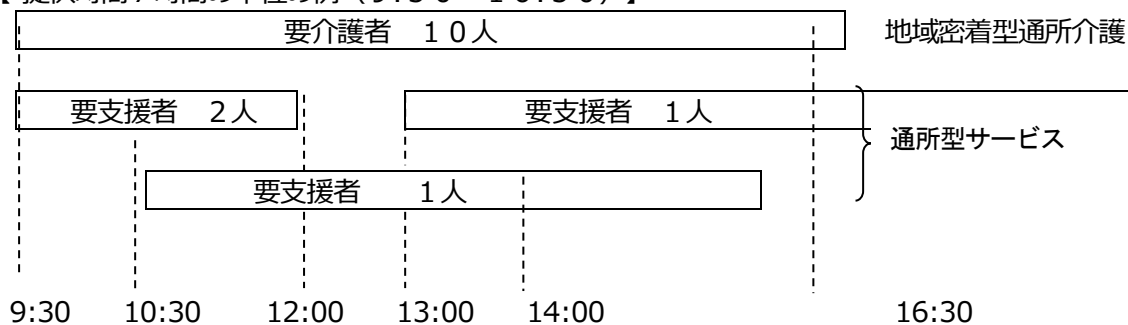 要介護者 １０人
地域密着型通所介護
要支援者 2人
要支援者 １人
通所型サービス
要支援者 １人
9:30 10:30 12:00 13:00 14:00 16:30